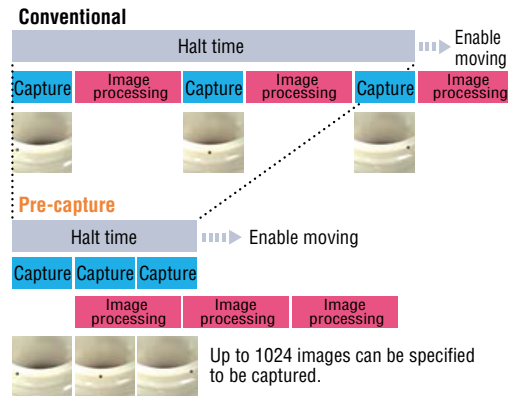 Conventional
Halt time
Enable
moving
Capture
Image
processing
Capture
Image
processing
Capture
Image
processing
Pre-capture
Halt time
Enable moving
Capture
Capture
Capture
Image
processing
Image
processing
Image
processing
Up to 1024 images can be specified
to be captured.